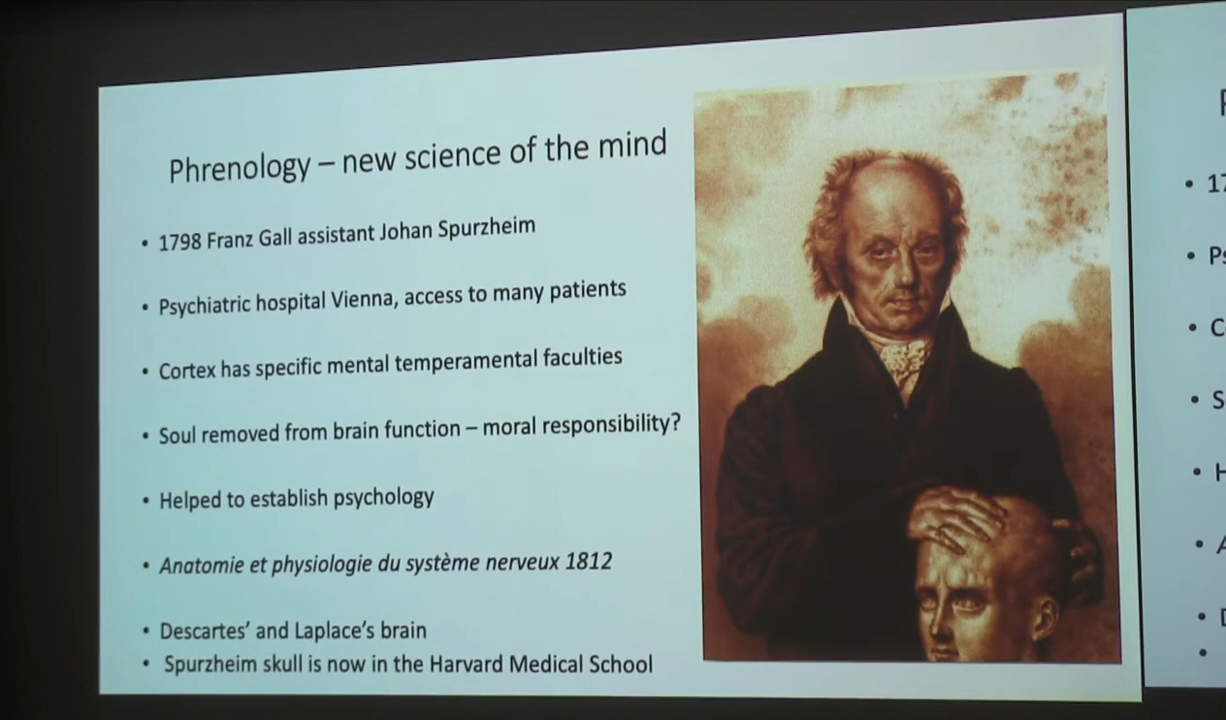 Phrenology – new science of the mind
• 1798 Franz Gall assistant Johan Spurzheim
• Psychiatric hospital Vienna, access to many patients
• Cortex has specific mental temperamental faculties
• Soul removed from brain function – moral responsibility?
• Helped to establish psychology
• Anatomie et physiologie du système nerveux 1812
• Descartes’ and Laplace’s brain
• Spurzheim skull is now in the Harvard Medical School